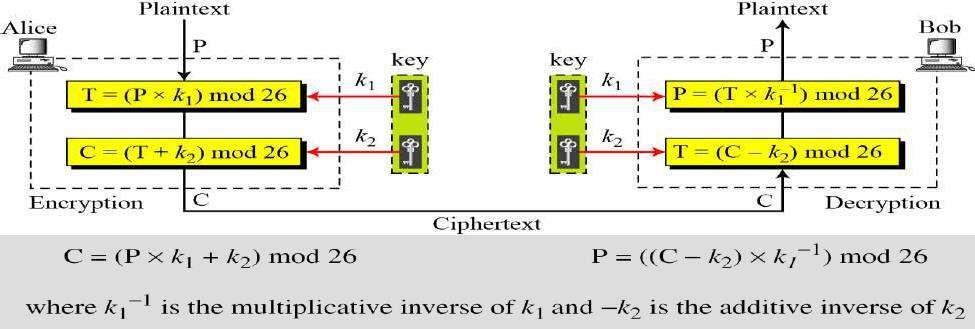 Plaintext Plaintext
Alice Bob
P P
key key
T = (P × k₁) mod 26 k₁ k₁ P = (T × k₁⁻¹) mod 26
C = (T + k₂) mod 26 k₂ k₂ T = (C − k₂) mod 26
Encryption C C Decryption
Ciphertext
C = (P × k₁ + k₂) mod 26 P = ((C − k₂) × k₁⁻¹) mod 26
where k₁⁻¹ is the multiplicative inverse of k₁ and −k₂ is the additive inverse of k₂